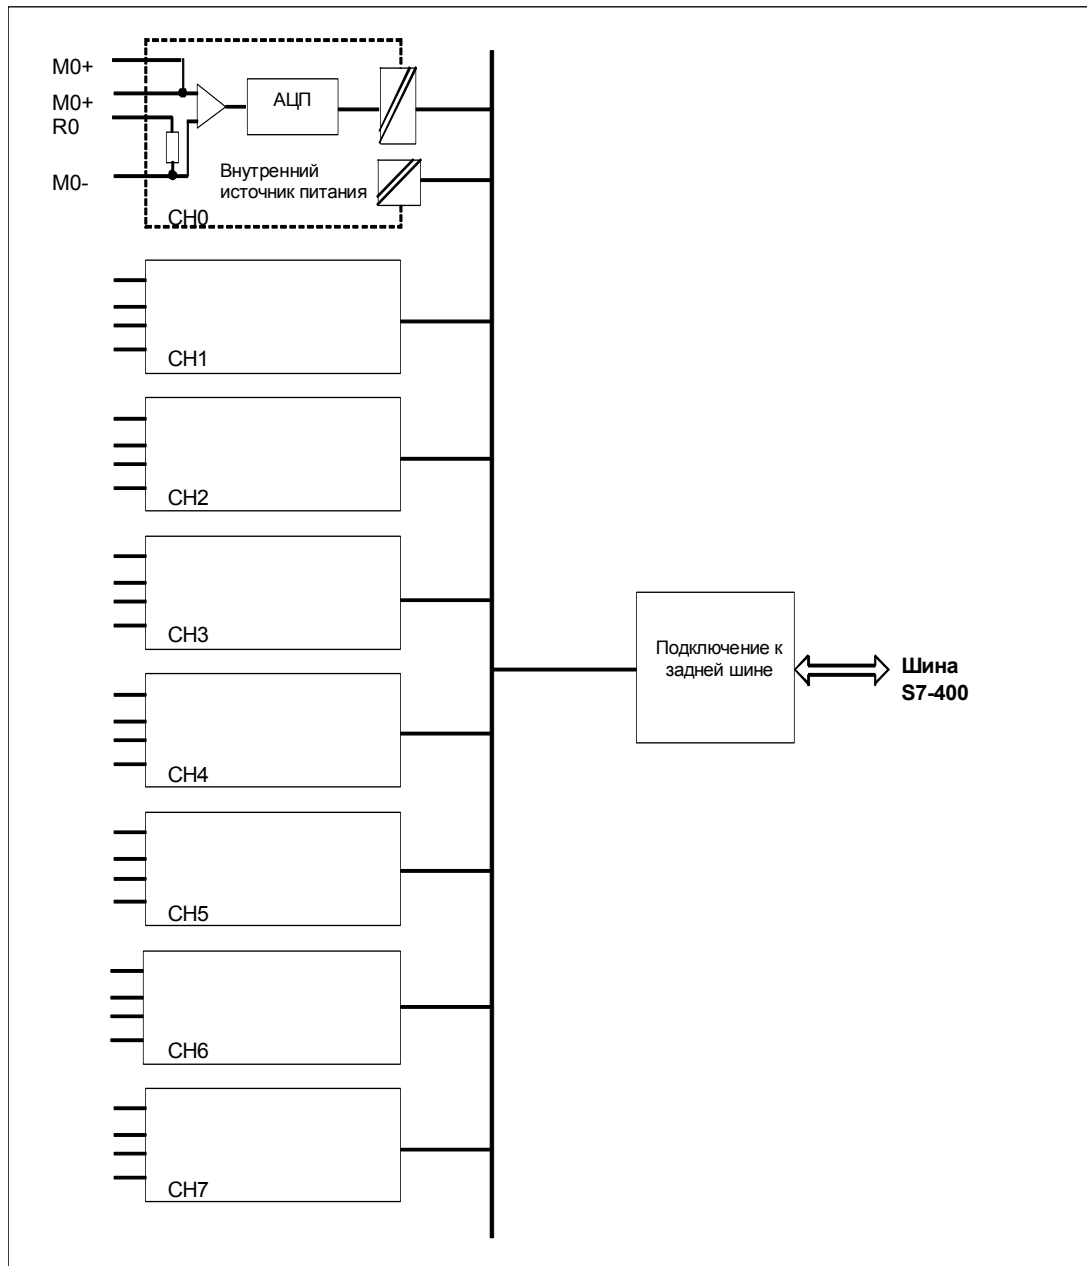 M0+
M0+
R0
M0-
АЦП
Внутренний
источник питания
CH0
CH1
CH2
CH3
CH4
CH5
CH6
CH7
Подключение к
задней шине
Шина
S7-400